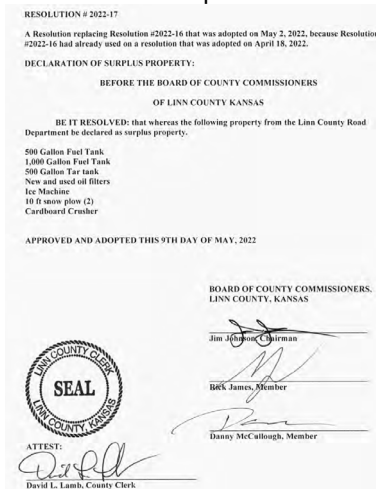 RESOLUTION # 2022-17
A Resolution replacing Resolution #2022-16 that was adopted on May 2, 2022, because Resolution
#2022-16 had already used on a resolution that was adopted on April 18, 2022.
DECLARATION OF SURPLUS PROPERTY:
BEFORE THE BOARD OF COUNTY COMMISSIONERS
OF LINN COUNTY KANSAS
BE IT RESOLVED: that whereas the following property from the Linn County Road
Department be declared as surplus property.
500 Gallon Fuel Tank
1,000 Gallon Fuel Tank
500 Gallon Tar tank
New and used oil filters
Ice Machine
10 ft snow plow (2)
Cardboard Crusher
APPROVED AND ADOPTED THIS 9TH DAY OF MAY, 2022
BOARD OF COUNTY COMMISSIONERS,
LINN COUNTY, KANSAS
Jim Johnson, Chairman
Rick James, Member
Danny McCullough, Member
LINN COUNTY CLERK
SEAL
LINN COUNTY, KANSAS
ATTEST:
David L. Lamb, County Clerk